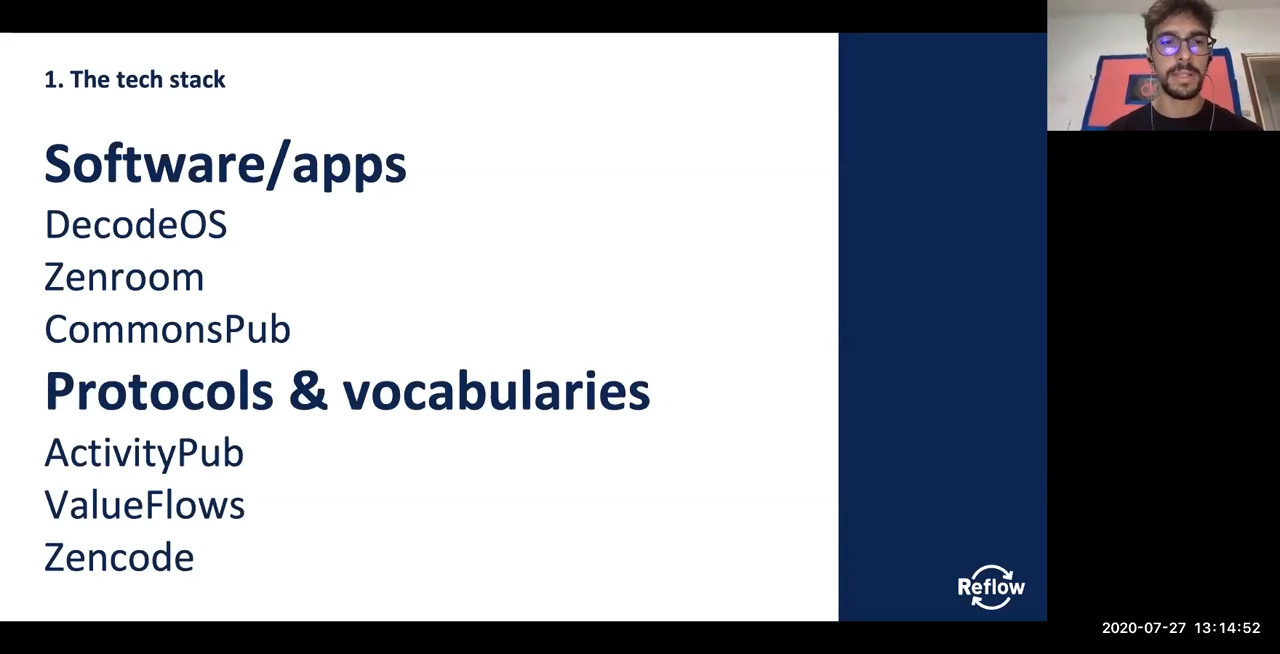 1. The tech stack
Software/apps
DecodeOS
Zenroom
CommonsPub
Protocols & vocabularies
ActivityPub
ValueFlows
Zencode
Reflow
2020-07-27 13:14:52